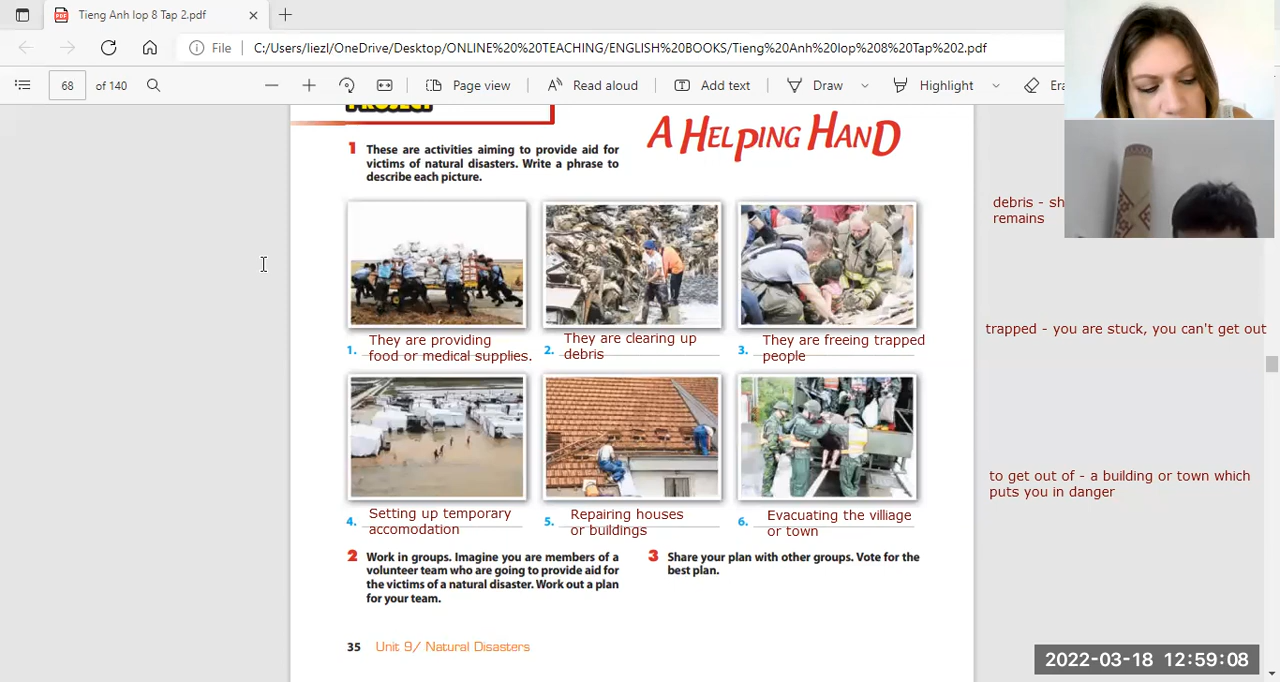 Tieng Anh lop 8 Tap 2.pdf
File C:/Users/liezl/OneDrive/Desktop/ONLINE%20%20TEACHING/ENGLISH%20BOOKS/Tieng%20Anh%20lop%208%20Tap%202.pdf
68 of 140 Page view Read aloud Add text Draw Highlight
PROJECT
A HELPING HAND
1 These are activities aiming to provide aid for
victims of natural disasters. Write a phrase to
describe each picture.
debris - sh
remains
1. They are providing
food or medical supplies.
2. They are clearing up
debris
3. They are freeing trapped
people
trapped - you are stuck, you can't get out
4. Setting up temporary
accomodation
5. Repairing houses
or buildings
6. Evacuating the villiage
or town
to get out of - a building or town which
puts you in danger
2 Work in groups. Imagine you are members of a
volunteer team who are going to provide aid for
the victims of a natural disaster. Work out a plan
for your team.
3 Share your plan with other groups. Vote for the
best plan.
35 Unit 9/ Natural Disasters
2022-03-18 12:59:08